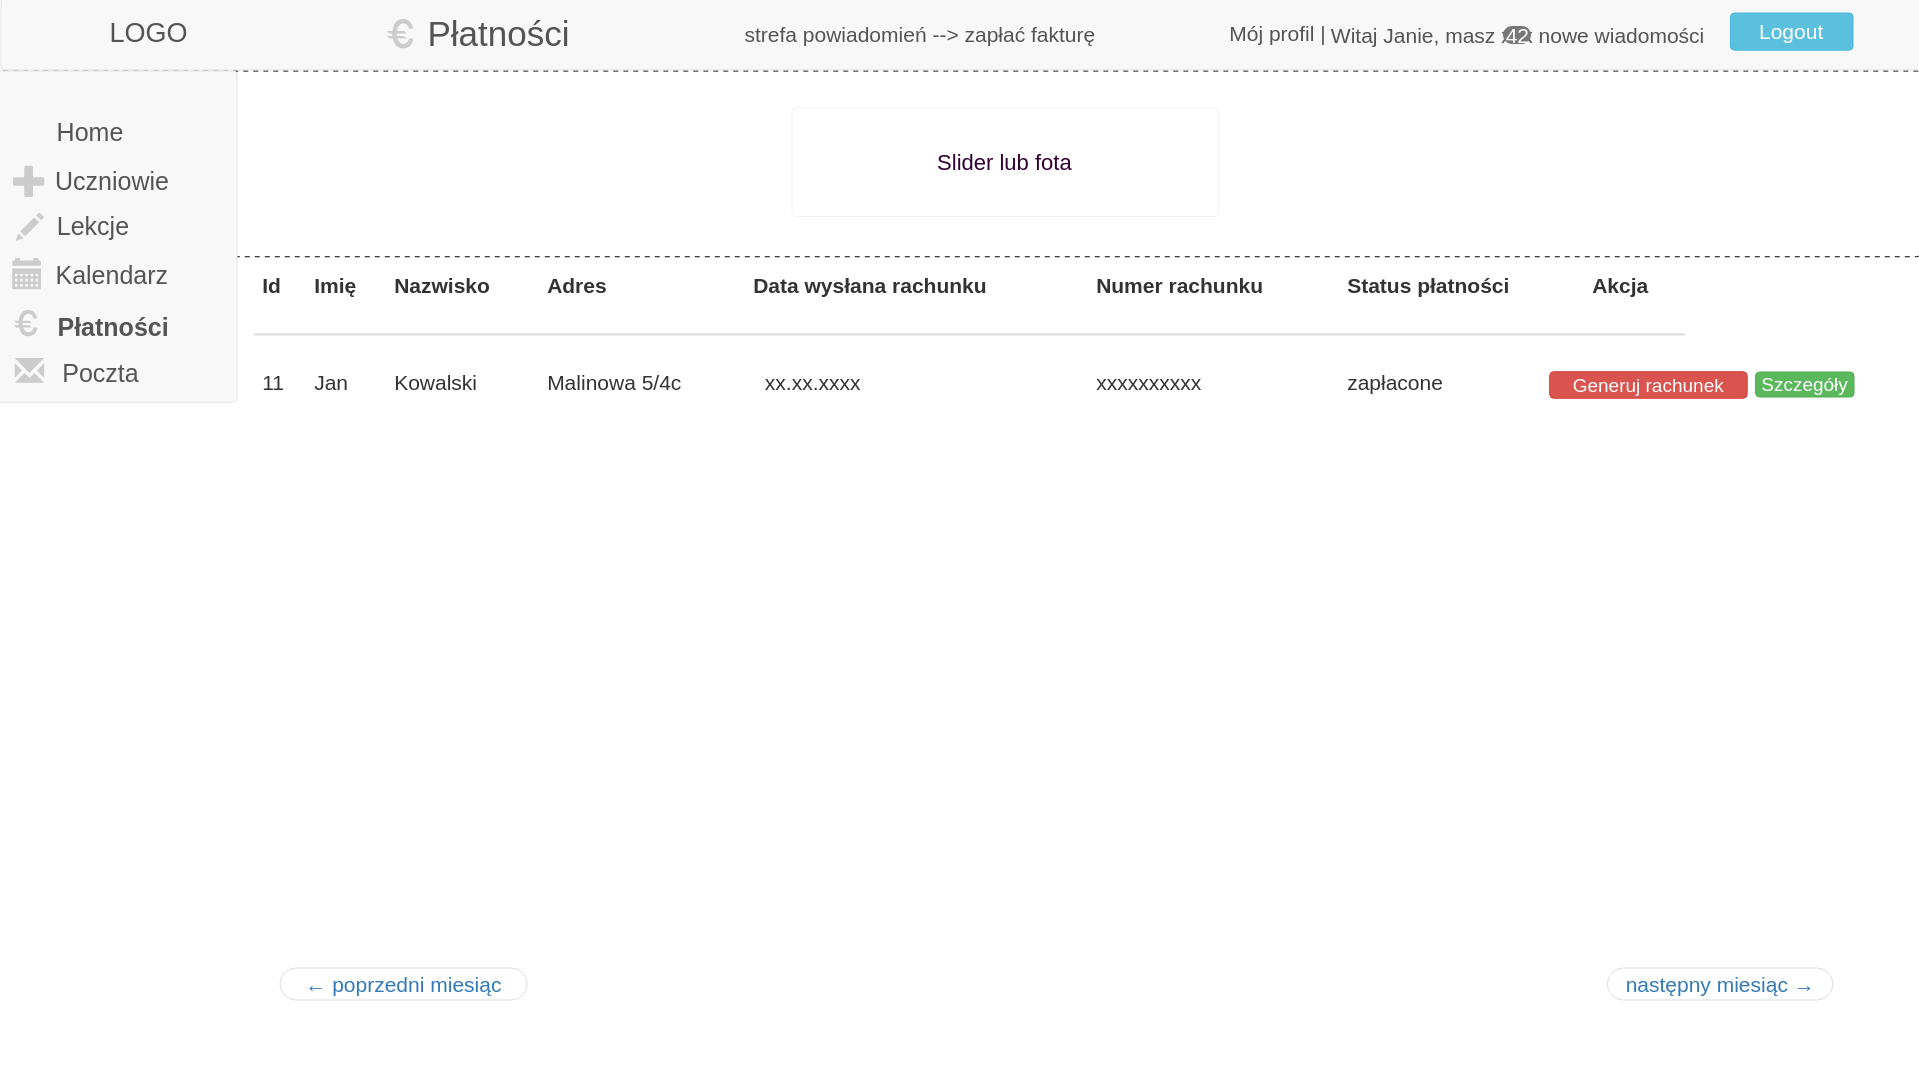 LOGO
€ Płatności
strefa powiadomień --> zapłać fakturę
Mój profil | Witaj Janie, masz 42 nowe wiadomości
Logout
Home
Uczniowie
Lekcje
Kalendarz
€ Płatności
Poczta
Slider lub fota
Id Imię Nazwisko Adres Data wysłana rachunku Numer rachunku Status płatności Akcja
11 Jan Kowalski Malinowa 5/4c xx.xx.xxxx xxxxxxxxxx zapłacone Generuj rachunek Szczegóły
← poprzedni miesiąc
następny miesiąc →